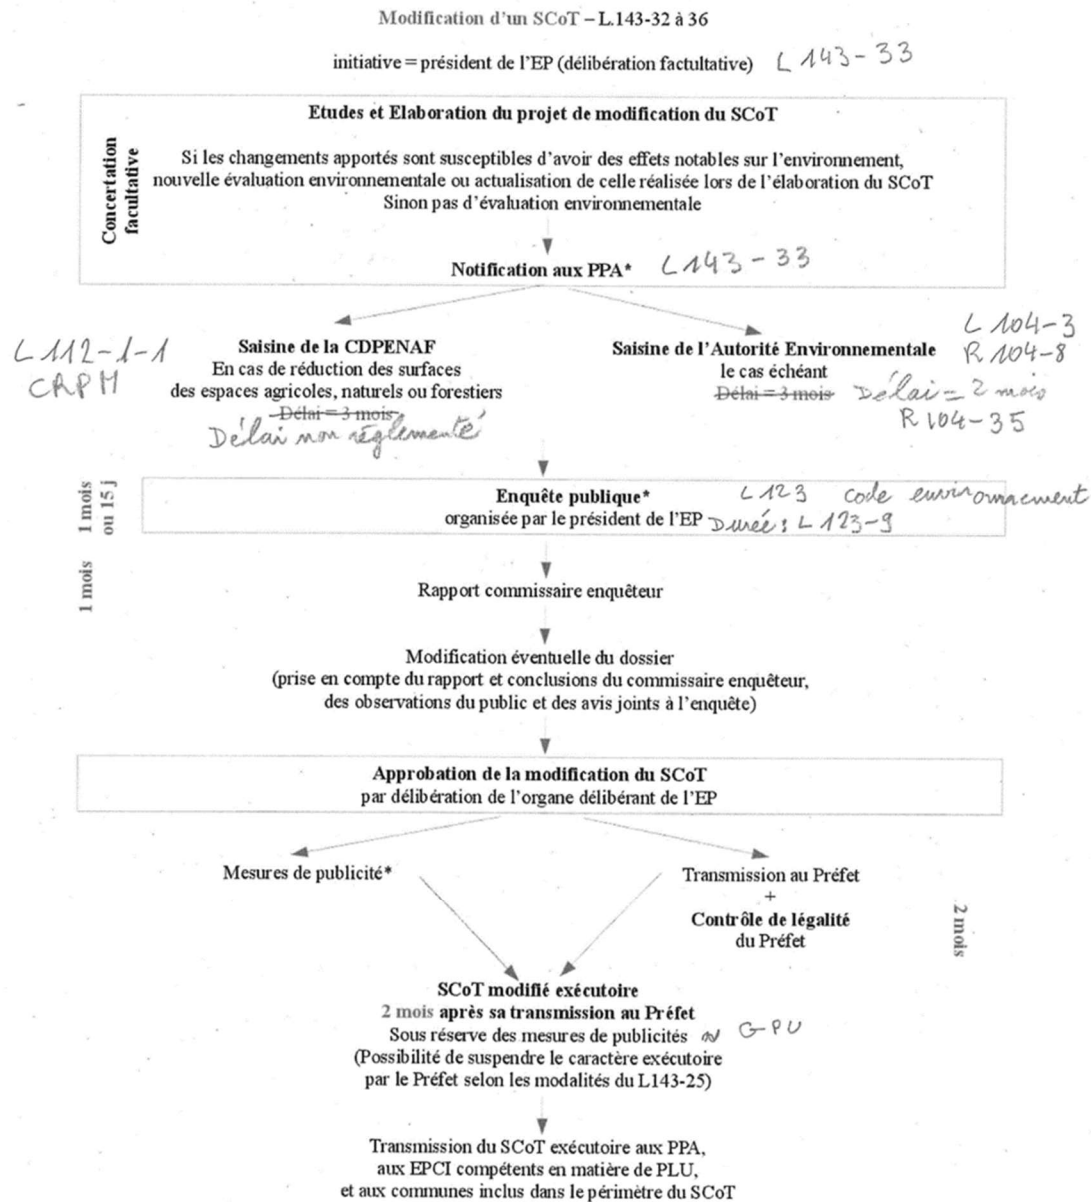 Modification d'un SCoT – L.143-32 à 36
initiative = président de l'EP (délibération factultative) L 143-33
Etudes et Elaboration du projet de modification du SCoT
Concertation
facultative
Si les changements apportés sont susceptibles d'avoir des effets notables sur l'environnement,
nouvelle évaluation environnementale ou actualisation de celle réalisée lors de l'élaboration du SCoT
Sinon pas d'évaluation environnementale
Notification aux PPA* L 143-33
L 112-1-1
CRPM
Saisine de la CDPENAF
En cas de réduction des surfaces
des espaces agricoles, naturels ou forestiers
Délai = 3 mois
Délai non réglementé
L 104-3
R 104-8
Saisine de l'Autorité Environnementale
le cas échéant
Délai = 3 mois Délai = 2 mois
R 104-35
1 mois
ou 15 j
Enquête publique* L 123 code environnement
organisée par le président de l'EP Durée : L 123-9
1 mois
Rapport commissaire enquêteur
Modification éventuelle du dossier
(prise en compte du rapport et conclusions du commissaire enquêteur,
des observations du public et des avis joints à l'enquête)
Approbation de la modification du SCoT
par délibération de l'organe délibérant de l'EP
Mesures de publicité*
Transmission au Préfet
+
Contrôle de légalité
du Préfet
2 mois
SCoT modifié exécutoire
2 mois après sa transmission au Préfet
Sous réserve des mesures de publicités GPU
(Possibilité de suspendre le caractère exécutoire
par le Préfet selon les modalités du L143-25)
Transmission du SCoT exécutoire aux PPA,
aux EPCI compétents en matière de PLU,
et aux communes inclus dans le périmètre du SCoT